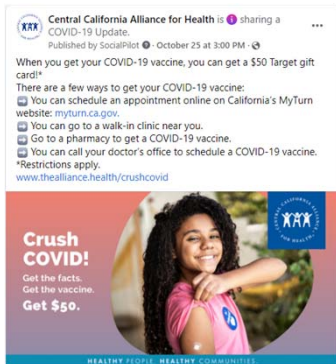 Central California Alliance for Health is sharing a
COVID-19 Update.
Published by SocialPilot · October 25 at 3:00 PM ·
When you get your COVID-19 vaccine, you can get a $50 Target gift
card!*
There are a few ways to get your COVID-19 vaccine:
➡️ You can schedule an appointment online on California's MyTurn
website: myturn.ca.gov.
➡️ You can go to a walk-in clinic near you.
➡️ Go to a pharmacy to get a COVID-19 vaccine.
➡️ You can call your doctor's office to schedule a COVID-19 vaccine.
*Restrictions apply.
www.thealliance.health/crushcovid
CENTRAL CALIFORNIA ALLIANCE
FOR HEALTH
Crush
COVID!
Get the facts.
Get the vaccine.
Get $50.
HEALTHY PEOPLE. HEALTHY COMMUNITIES.